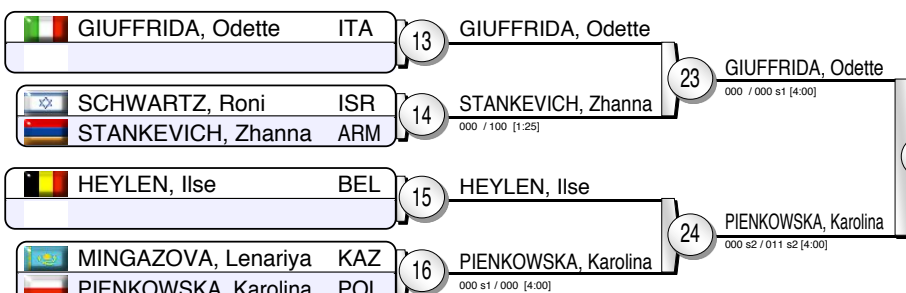 GIUFFRIDA, Odette ITA
13
GIUFFRIDA, Odette
23
GIUFFRIDA, Odette
000 / 000 s1 [4:00]
SCHWARTZ, Roni ISR
STANKEVICH, Zhanna ARM
14
STANKEVICH, Zhanna
000 / 100 [1:25]
HEYLEN, Ilse BEL
15
HEYLEN, Ilse
24
PIENKOWSKA, Karolina
000 s2 / 011 s2 [4:00]
MINGAZOVA, Lenariya KAZ
PIENKOWSKA, Karolina POL
16
PIENKOWSKA, Karolina
000 s1 / 000 [4:00]